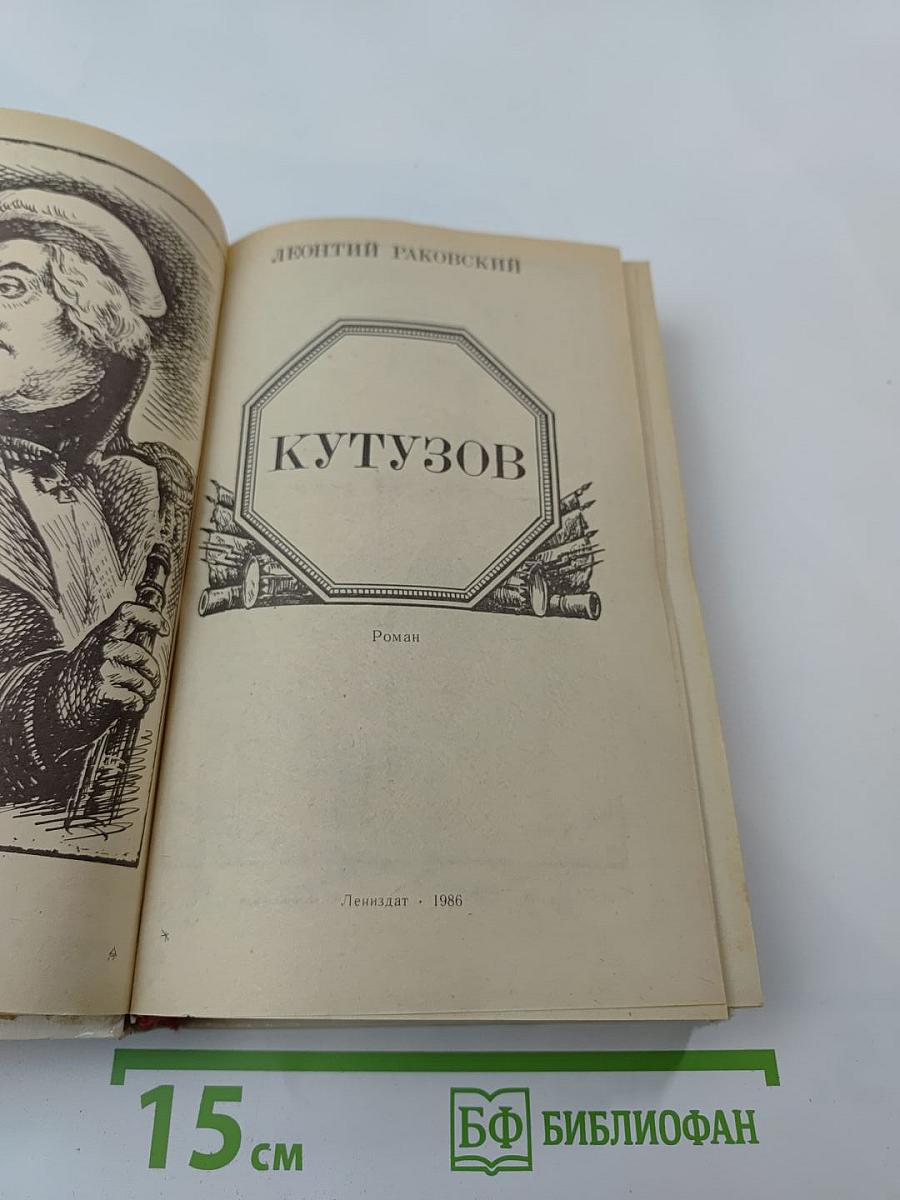 ЛЕОНТИЙ РАКОВСКИЙ
КУТУЗОВ
Роман
Лениздат · 1986
15 см
БФ БИБЛИОФАН